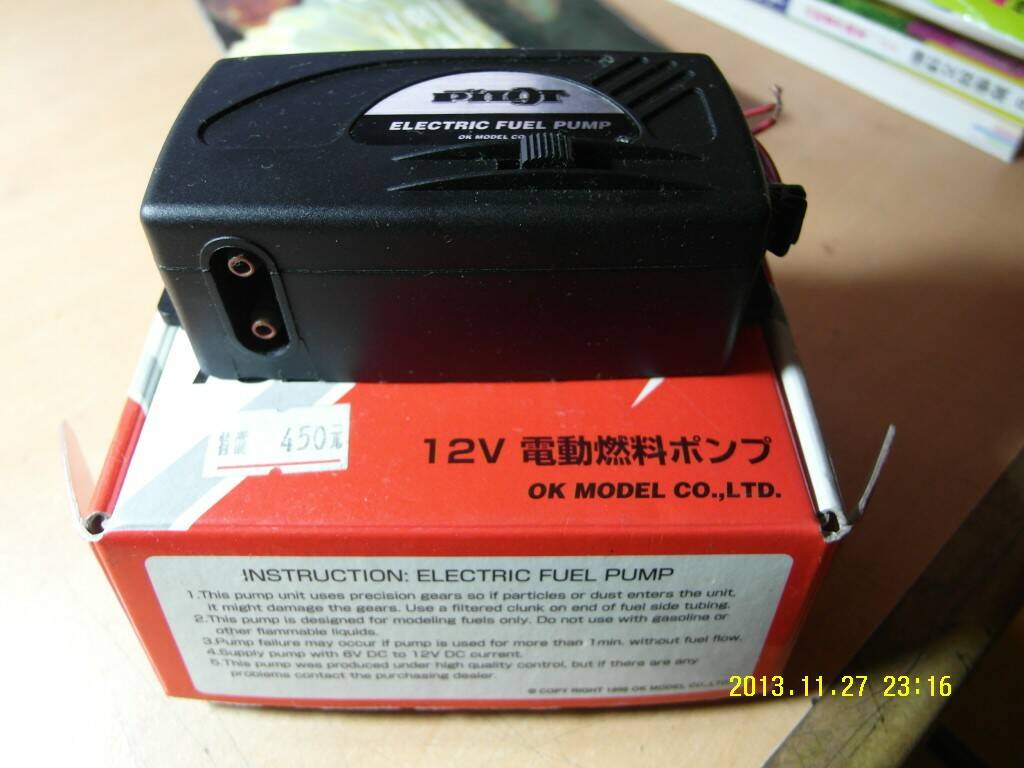 Pilot
ELECTRIC FUEL PUMP
OK MODEL CO
450元
12V 電動燃料ポンプ
OK MODEL CO.,LTD.
INSTRUCTION: ELECTRIC FUEL PUMP
1.This pump unit uses precision gears so if particles or dust enters the unit,
it might damage the gears. Use a filtered clunk on end of fuel side tubing.
2.This pump is designed for modeling fuels only. Do not use with gasoline or
other flammable liquids.
3.Pump failure may occur if pump is used for more than 1min. without fuel flow.
4.Supply pump with 6V DC to 12V DC current.
5.This pump was produced under high quality control, but if there are any
problems contact the purchasing dealer.
© COPY RIGHT OK MODEL CO.,LTD
2013.11.27 23:16